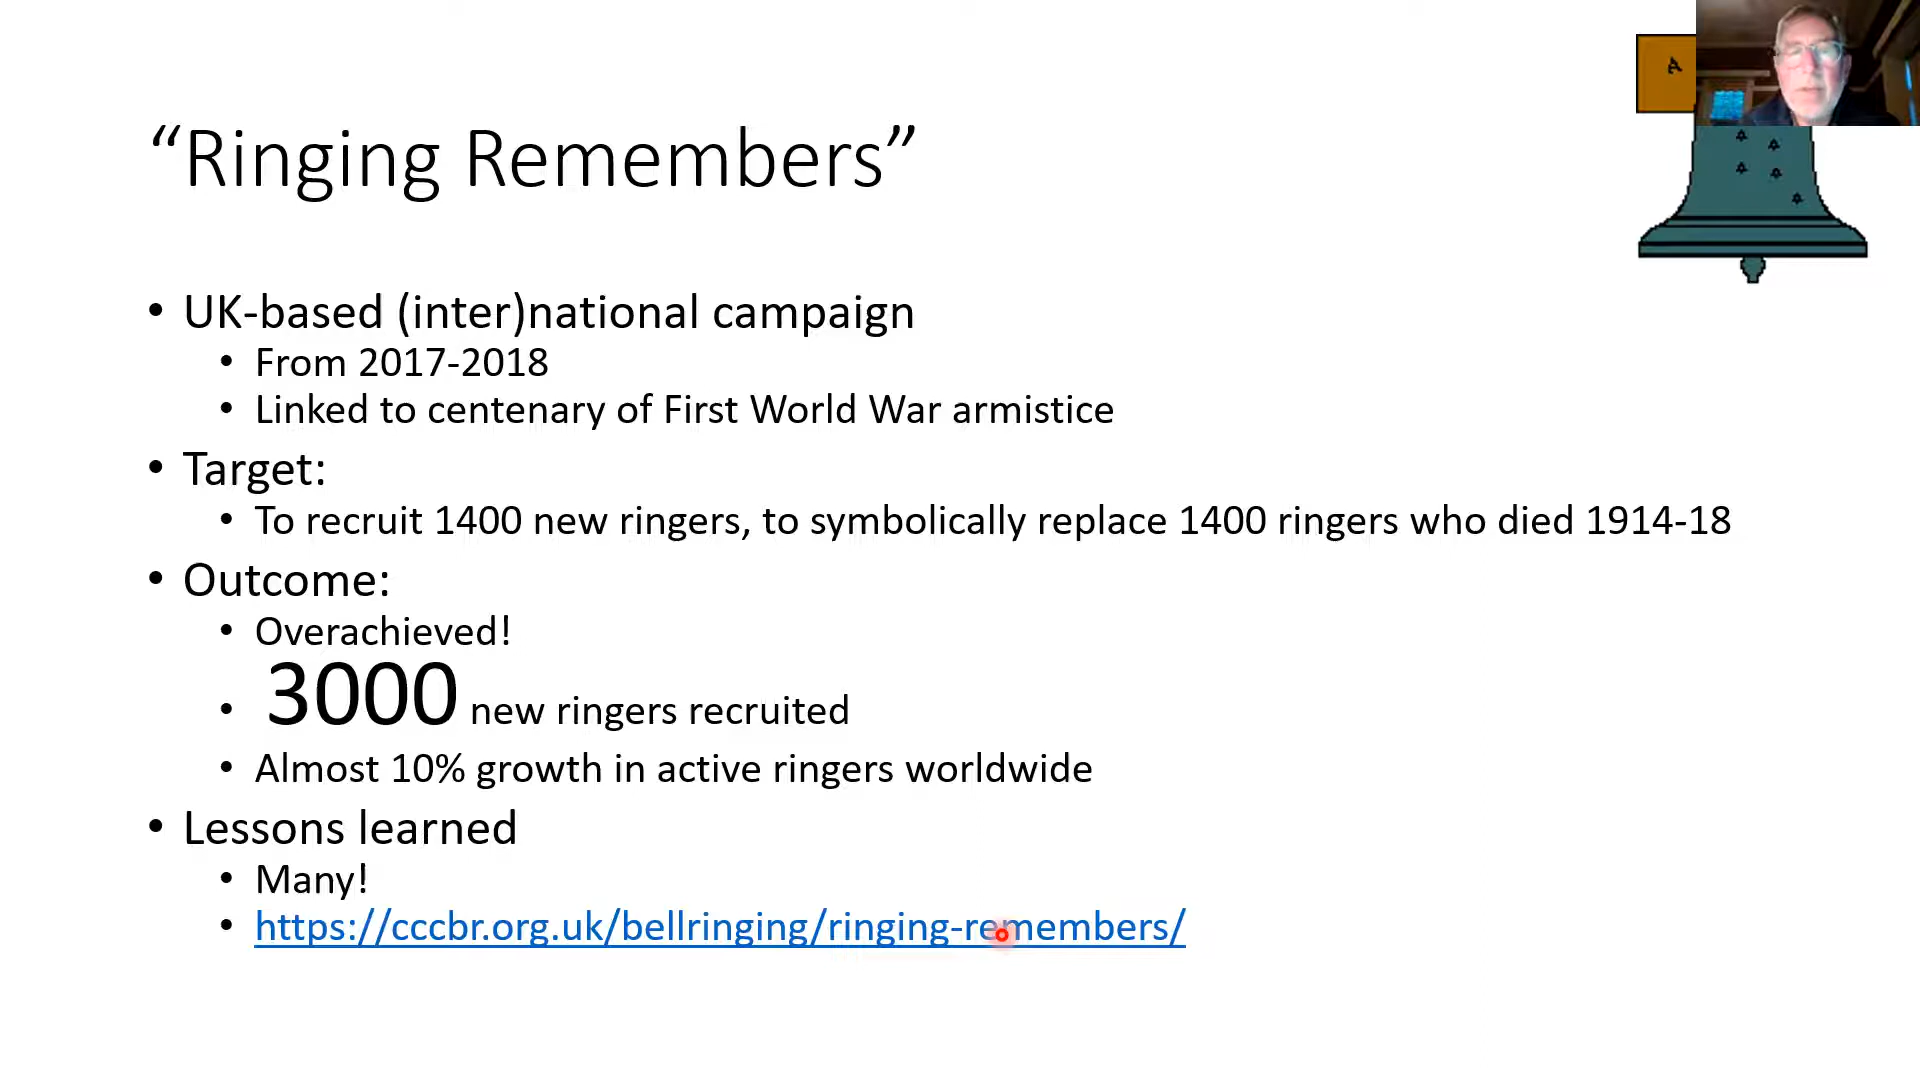 “Ringing Remembers”
• UK-based (inter)national campaign
• From 2017-2018
• Linked to centenary of First World War armistice
• Target:
• To recruit 1400 new ringers, to symbolically replace 1400 ringers who died 1914-18
• Outcome:
• Overachieved!
• 3000 new ringers recruited
• Almost 10% growth in active ringers worldwide
• Lessons learned
• Many!
• https://cccbr.org.uk/bellringing/ringing-remembers/